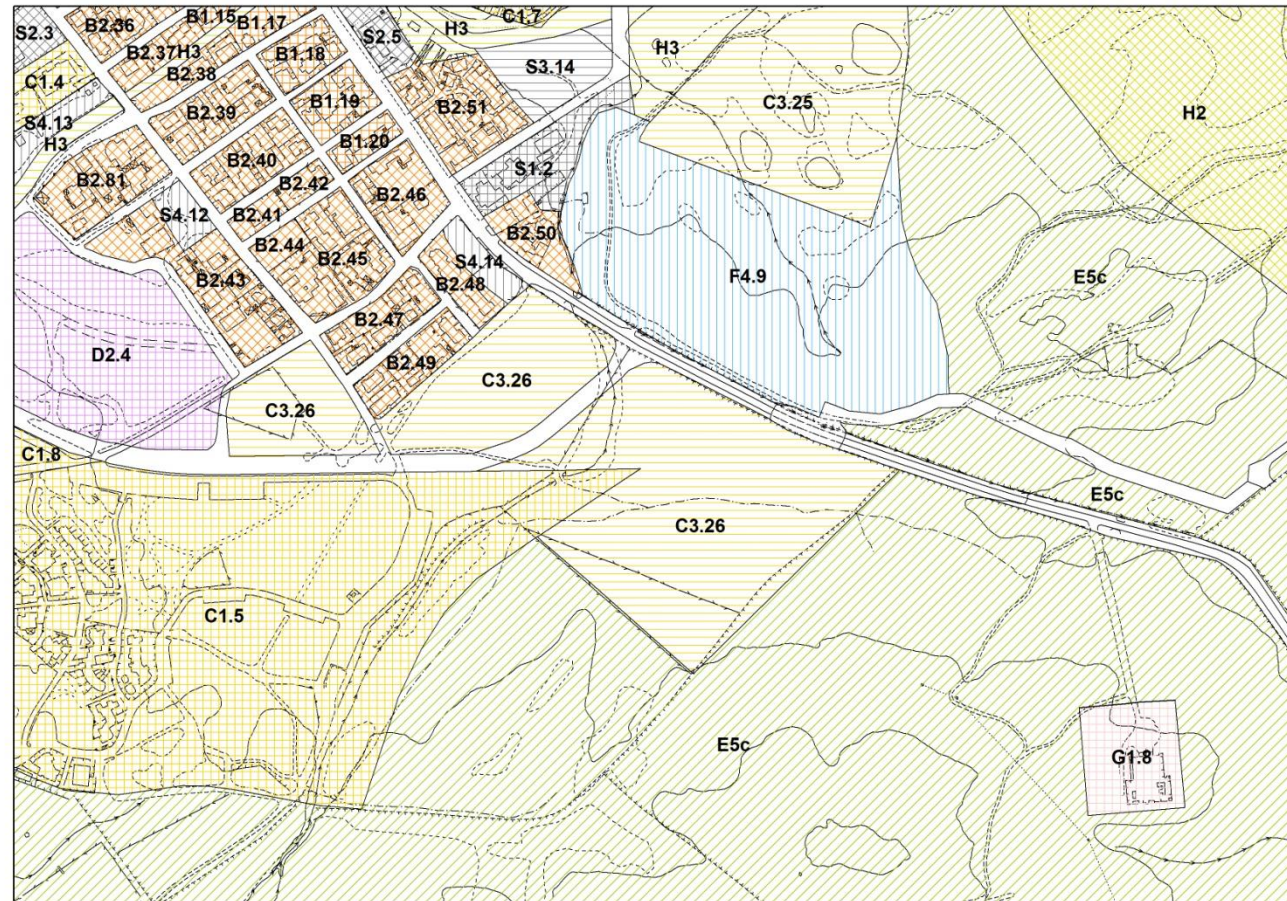 S2.3
B2.36
B1.15
B1.17
C1.7
H3
S2.5
B2.37
H3
B2.38
B1.18
S3.14
H3
C1.4
B2.39
B1.19
B2.51
C3.25
H2
S4.13
H3
B2.40
B1.20
S1.2
B2.81
B2.42
B2.46
S4.12
B2.41
B2.44
B2.45
B2.50
B2.43
S4.14
B2.48
F4.9
E5c
B2.47
D2.4
B2.49
C3.26
C3.26
C1.8
E5c
C3.26
C1.5
E5c
G1.8